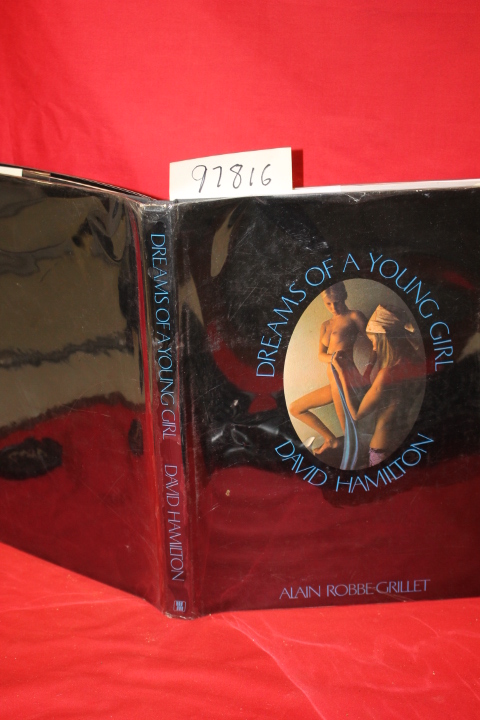 97816
DREAMS OF A YOUNG GIRL
DAVID HAMILTON
DREAMS OF A YOUNG GIRL
DAVID HAMILTON
ALAIN ROBBE-GRILLET